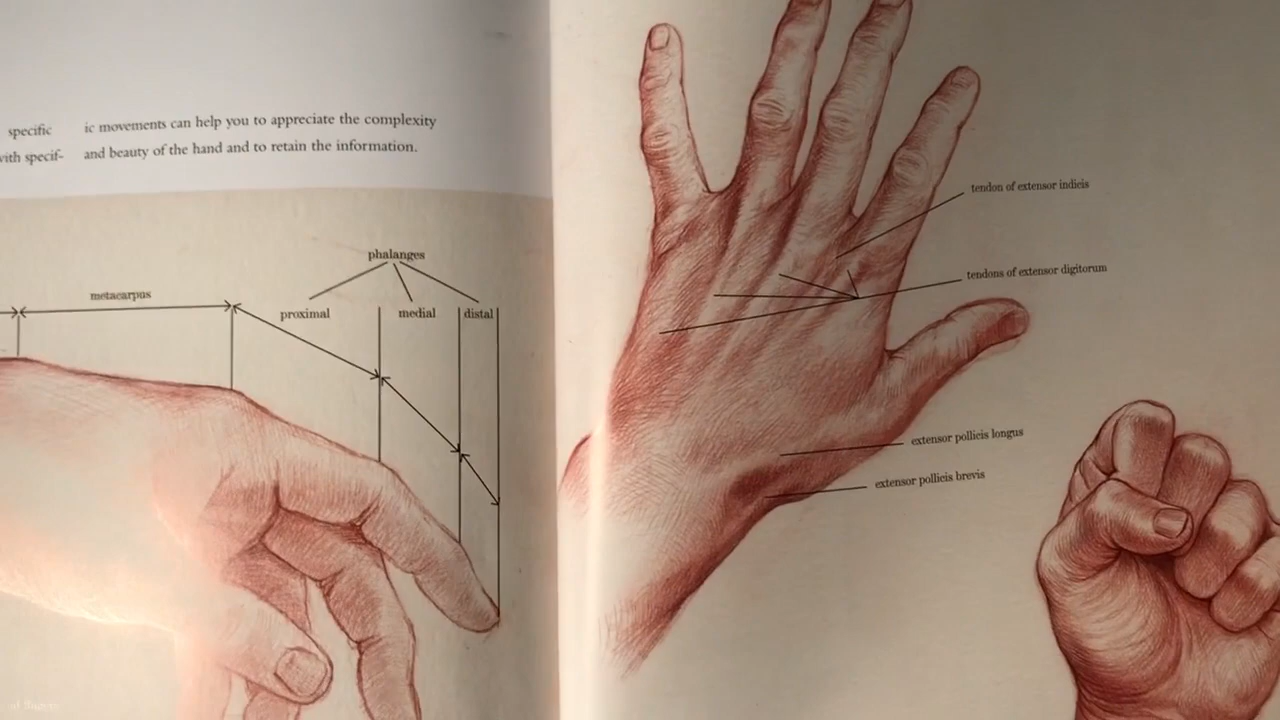 specific
with specif-
ic movements can help you to appreciate the complexity
and beauty of the hand and to retain the information.
phalanges
metacarpus
proximal
medial
distal
tendon of extensor indicis
tendons of extensor digitorum
extensor pollicis longus
extensor pollicis brevis